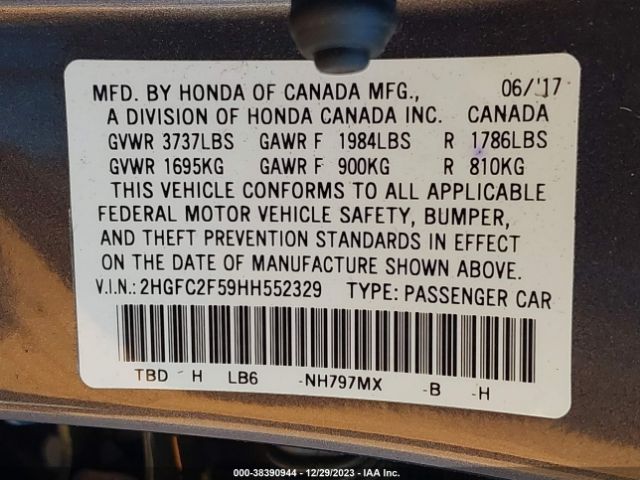 MFD. BY HONDA OF CANADA MFG., 06/'17
A DIVISION OF HONDA CANADA INC. CANADA
GVWR 3737LBS GAWR F 1984LBS R 1786LBS
GVWR 1695KG GAWR F 900KG R 810KG
THIS VEHICLE CONFORMS TO ALL APPLICABLE
FEDERAL MOTOR VEHICLE SAFETY, BUMPER,
AND THEFT PREVENTION STANDARDS IN EFFECT
ON THE DATE OF MANUFACTURE SHOWN ABOVE.
V.I.N.: 2HGFC2F59HH552329 TYPE: PASSENGER CAR
TBD H LB6 -NH797MX -B -H
000-38390944 - 12/29/2023 - IAA Inc.